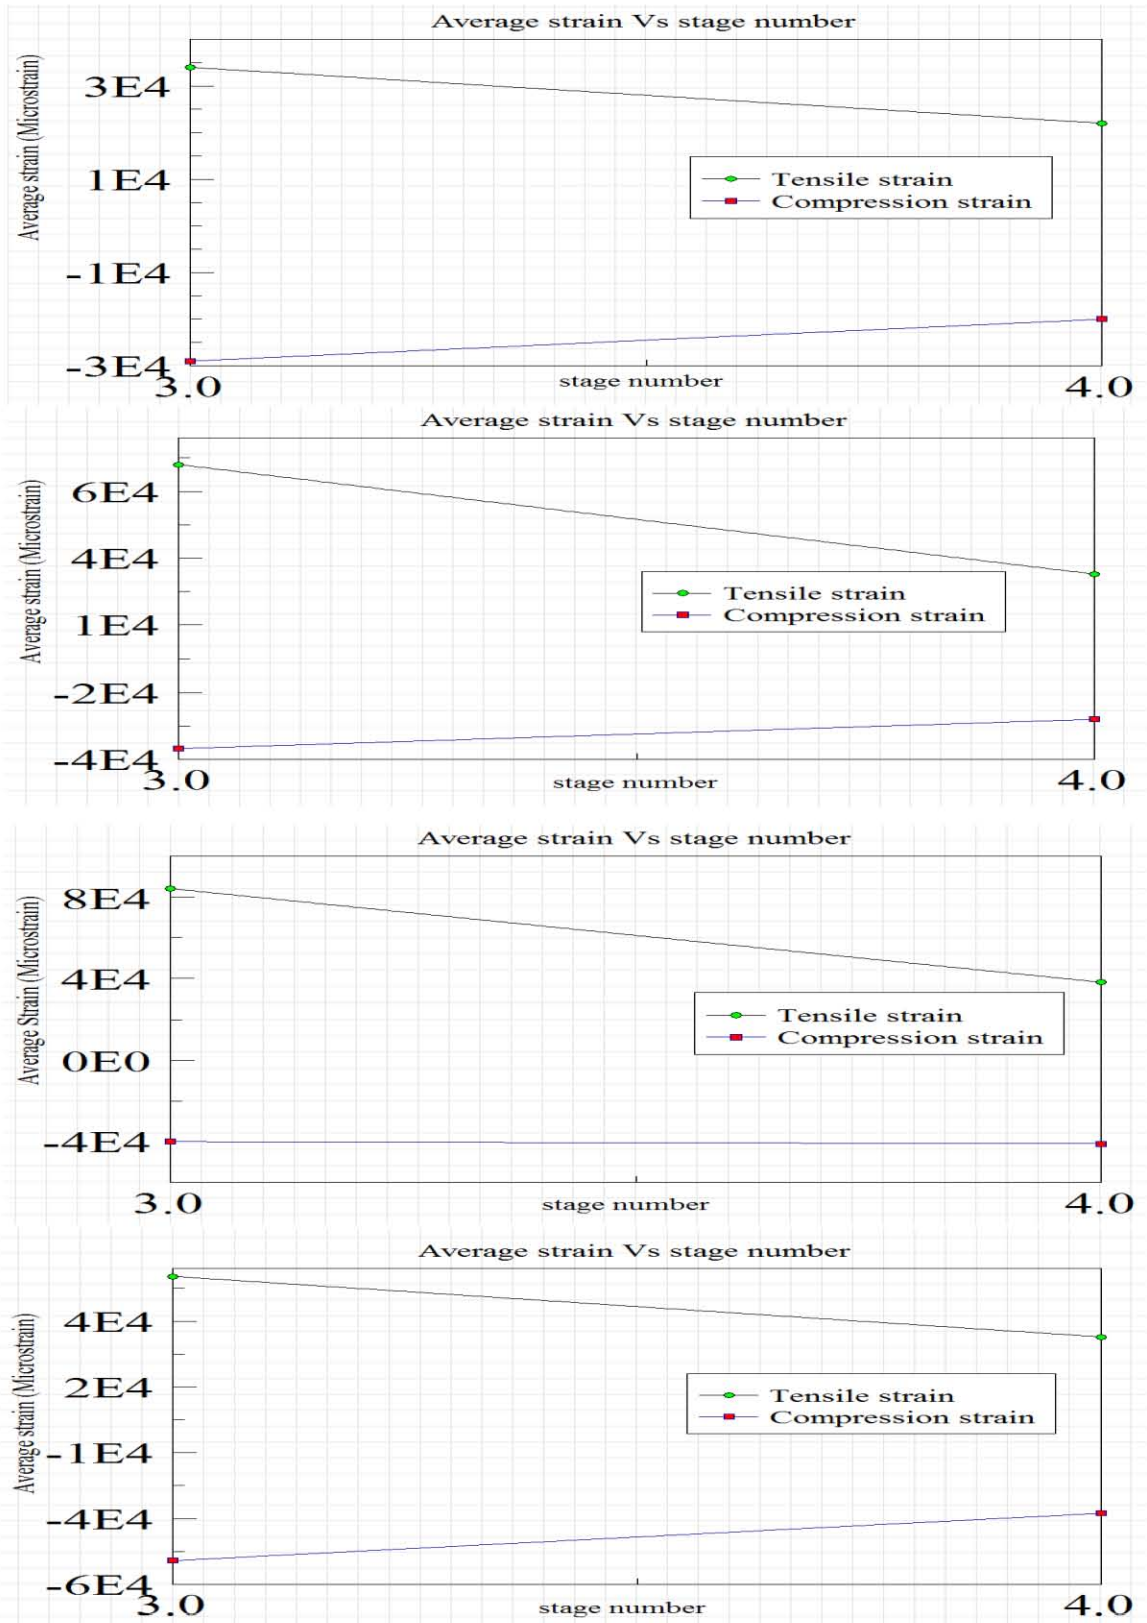 Average strain Vs stage number
Average strain (Microstrain)
3E4
1E4
-1E4
-3E4
Tensile strain
Compression strain
3.0
stage number
4.0
Average strain Vs stage number
Average strain (Microstrain)
6E4
4E4
1E4
-2E4
-4E4
Tensile strain
Compression strain
3.0
stage number
4.0
Average strain Vs stage number
Average Strain (Microstrain)
8E4
4E4
0E0
-4E4
Tensile strain
Compression strain
3.0
stage number
4.0
Average strain Vs stage number
Average strain (Microstrain)
4E4
2E4
-1E4
-4E4
-6E4
Tensile strain
Compression strain
3.0
stage number
4.0